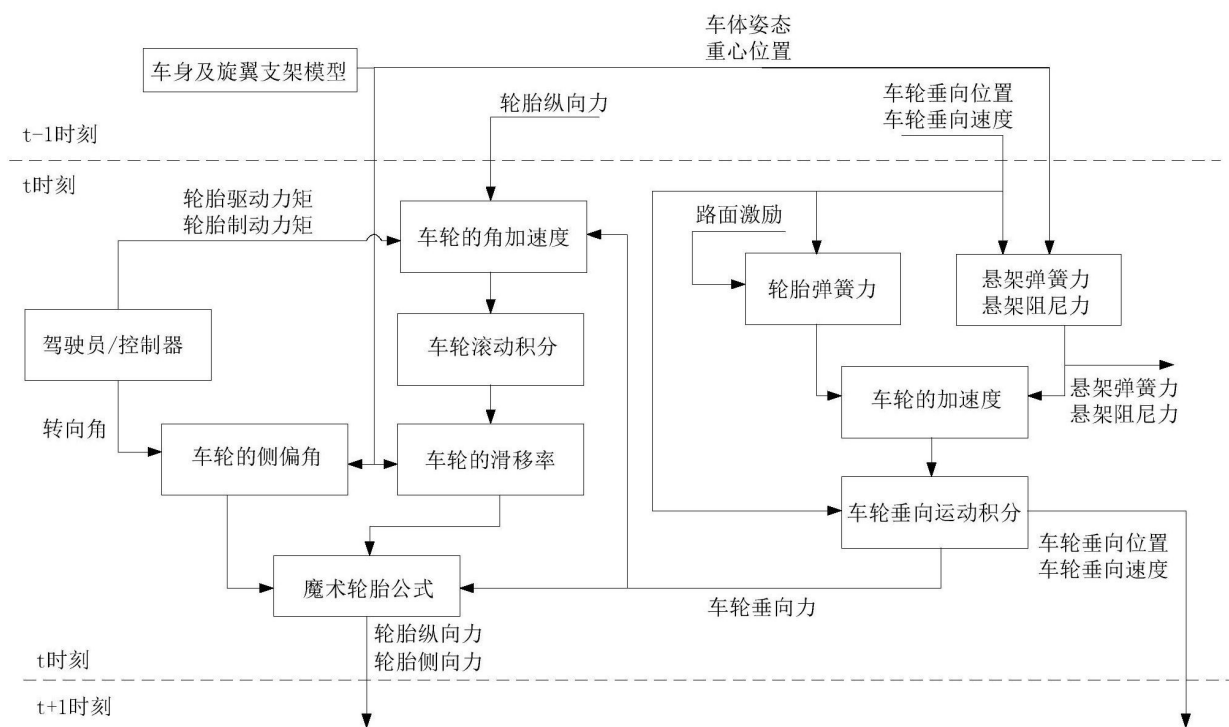 车体姿态
重心位置
车身及旋翼支架模型
轮胎纵向力
车轮垂向位置
车轮垂向速度
t-1时刻
t时刻
轮胎驱动力矩
轮胎制动力矩
车轮的角加速度
路面激励
轮胎弹簧力
悬架弹簧力
悬架阻尼力
驾驶员/控制器
车轮滚动积分
车轮的加速度
悬架弹簧力
悬架阻尼力
转向角
车轮的侧偏角
车轮的滑移率
车轮垂向运动积分
车轮垂向位置
车轮垂向速度
魔术轮胎公式
车轮垂向力
轮胎纵向力
轮胎侧向力
t时刻
t+1时刻